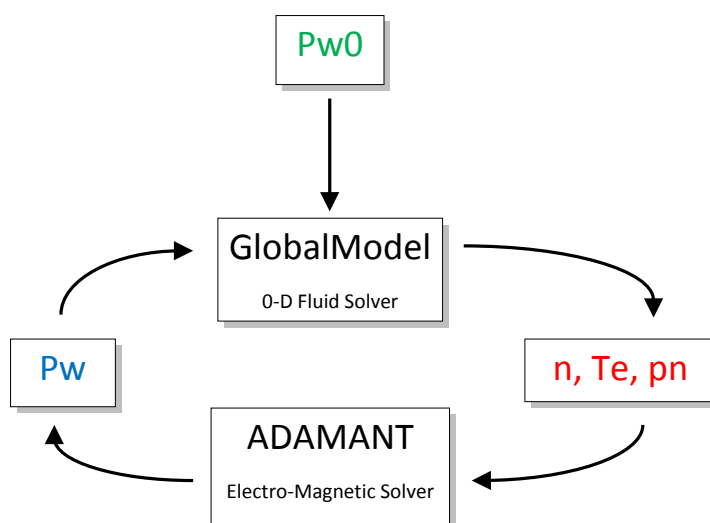 Pw0
GlobalModel
0-D Fluid Solver
Pw
n, Te, pn
ADAMANT
Electro-Magnetic Solver